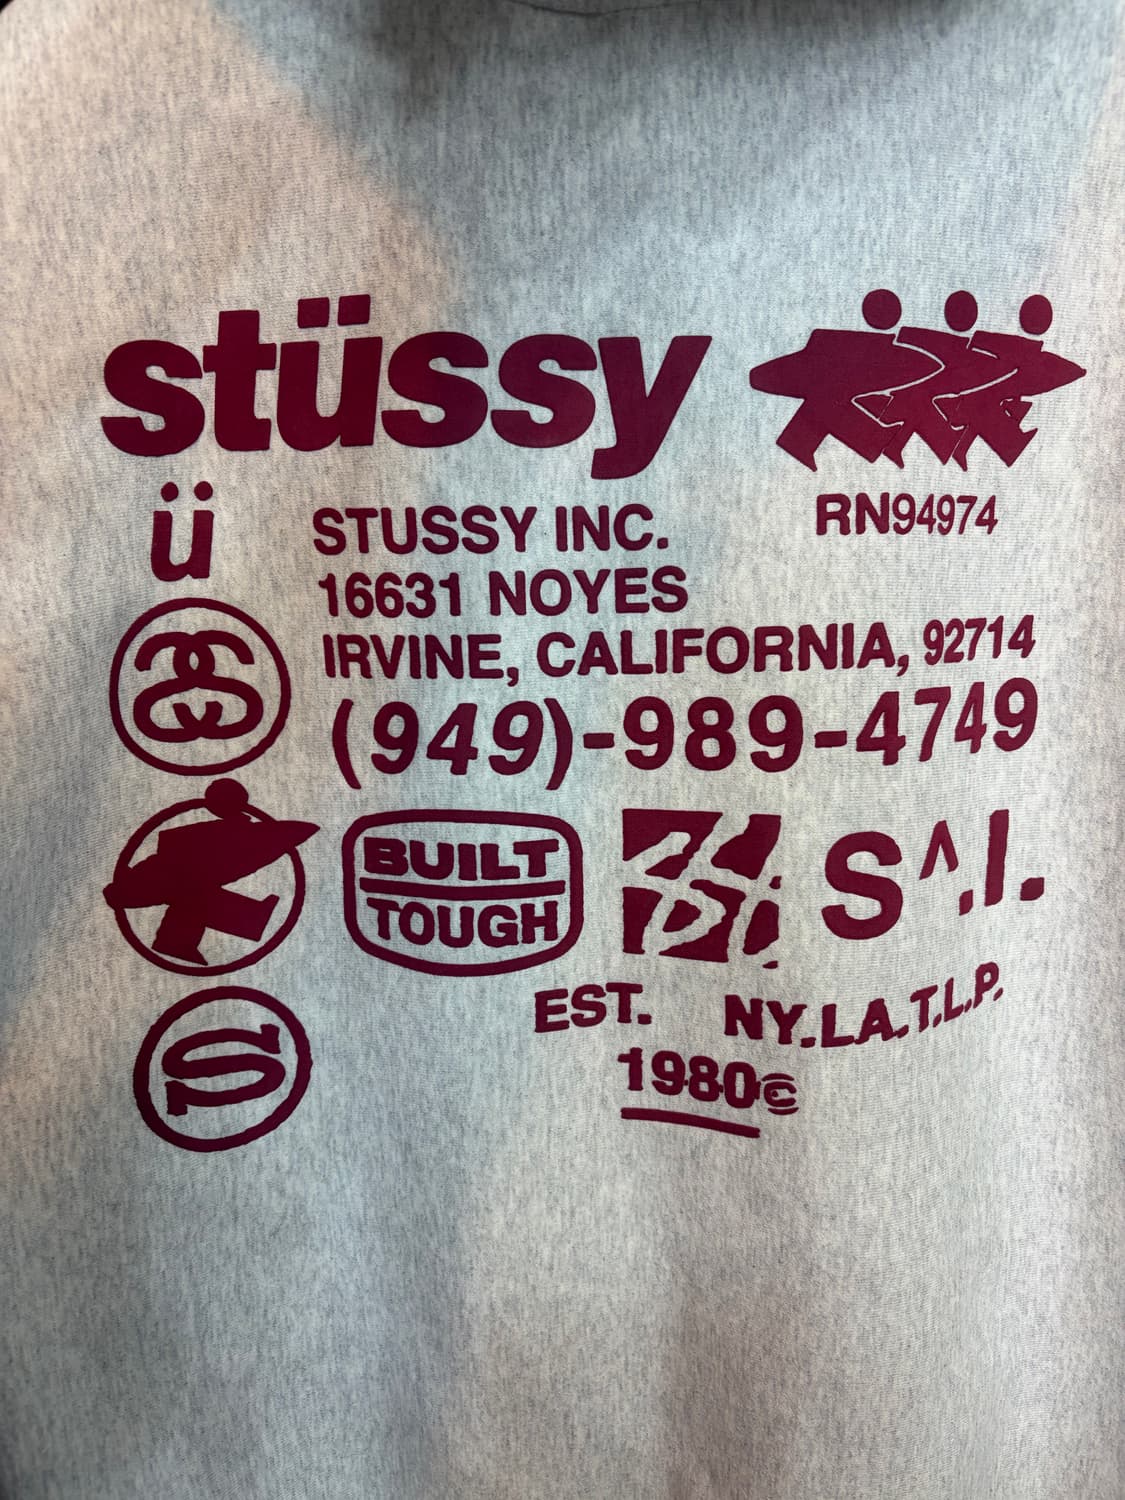 stüssy
RN94974
ü
STUSSY INC.
16631 NOYES
IRVINE, CALIFORNIA, 92714
(949)-989-4749
BUILT
TOUGH
S^.I.
S
EST.
NY.LA.T.L.P.
1980